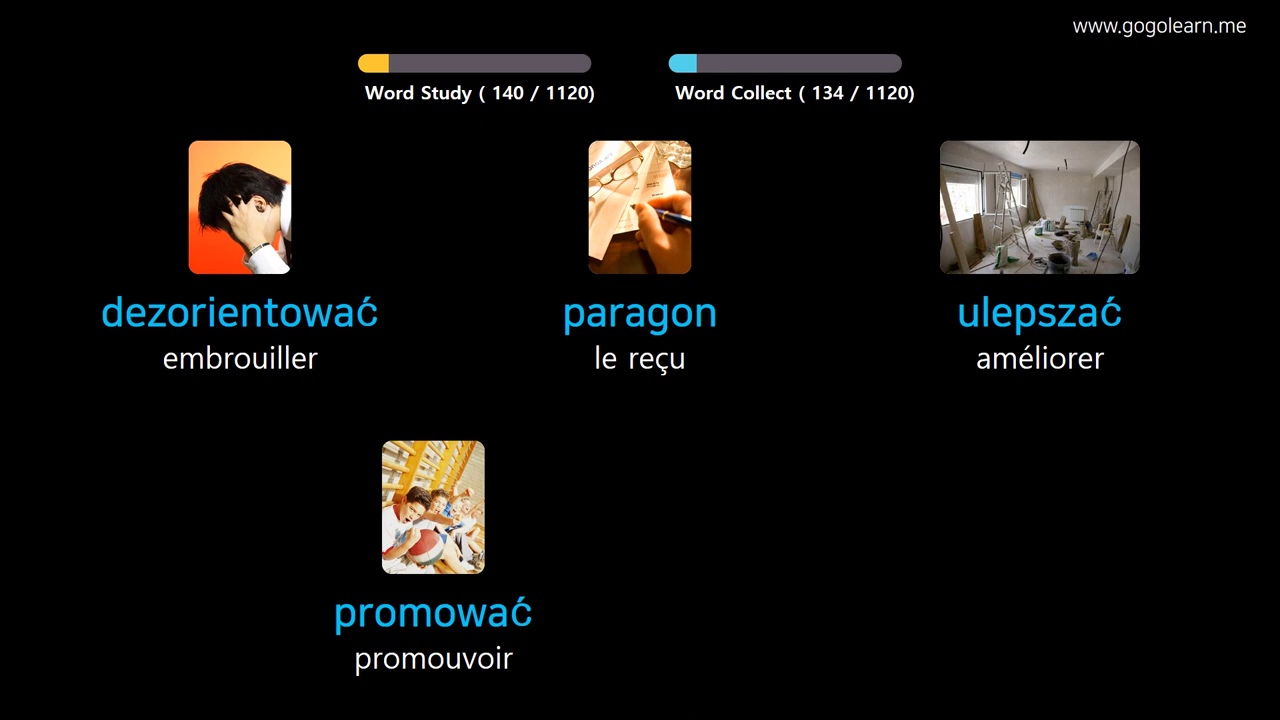 www.gogolearn.me
Word Study ( 140 / 1120)
Word Collect ( 134 / 1120)
dezorientować
embrouiller
paragon
le reçu
ulepszać
améliorer
promować
promouvoir